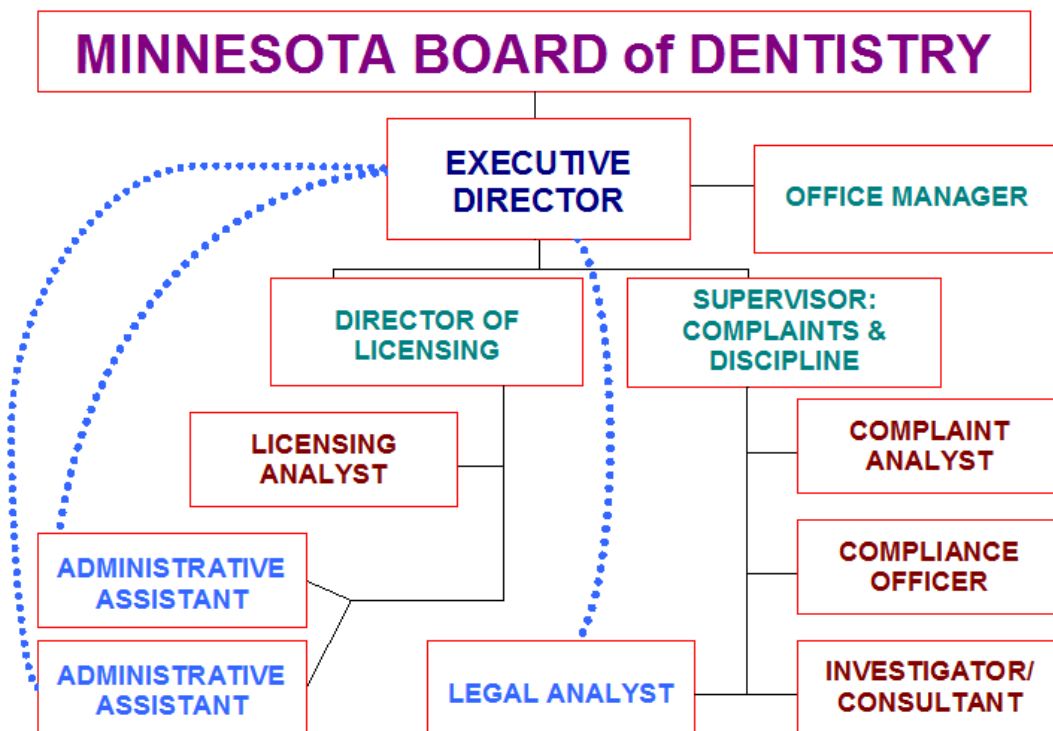 MINNESOTA BOARD of DENTISTRY
EXECUTIVE
DIRECTOR
OFFICE MANAGER
DIRECTOR OF
LICENSING
SUPERVISOR:
COMPLAINTS &
DISCIPLINE
LICENSING
ANALYST
COMPLAINT
ANALYST
ADMINISTRATIVE
ASSISTANT
COMPLIANCE
OFFICER
ADMINISTRATIVE
ASSISTANT
LEGAL ANALYST
INVESTIGATOR/
CONSULTANT